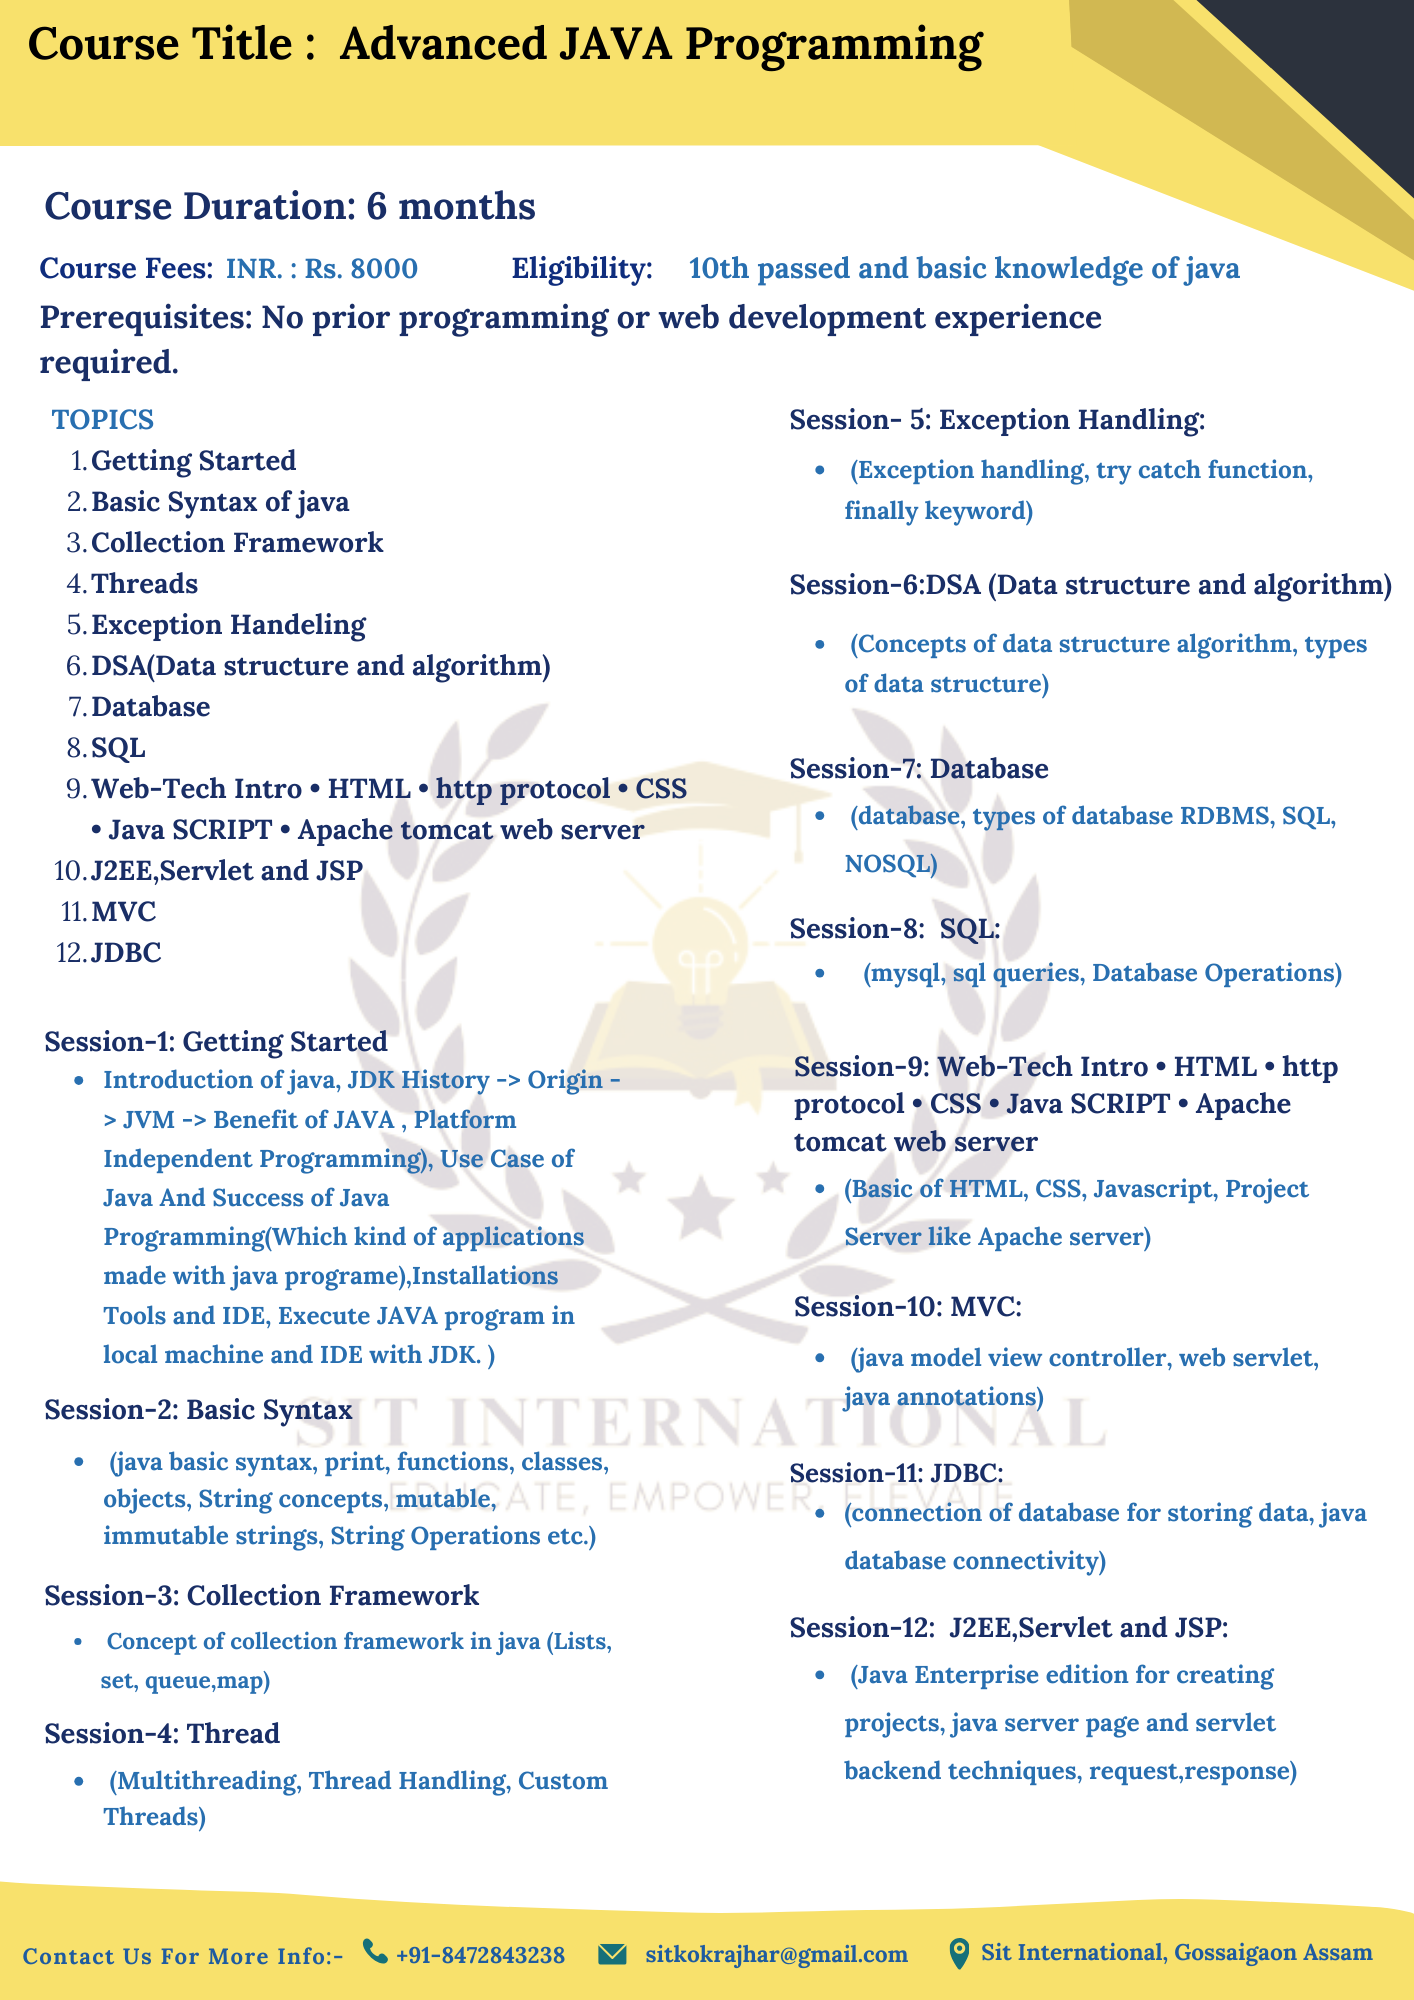 Course Title :  Advanced JAVA Programming
Course Duration: 6 months
Course Fees: INR. : Rs. 8000
Eligibility: 10th passed and basic knowledge of java
Prerequisites: No prior programming or web development experience
required.
TOPICS
1. Getting Started
2. Basic Syntax of java
3. Collection Framework
4. Threads
5. Exception Handeling
6. DSA(Data structure and algorithm)
7. Database
8. SQL
9. Web-Tech Intro • HTML • http protocol • CSS
• Java SCRIPT • Apache tomcat web server
10. J2EE,Servlet and JSP
11. MVC
12. JDBC
Session-1: Getting Started
• Introduction of java, JDK History -> Origin -
> JVM -> Benefit of JAVA , Platform
Independent Programming), Use Case of
Java And Success of Java
Programming(Which kind of applications
made with java programe),Installations
Tools and IDE, Execute JAVA program in
local machine and IDE with JDK. )
Session-2: Basic Syntax
• (java basic syntax, print, functions, classes,
objects, String concepts, mutable,
immutable strings, String Operations etc.)
Session-3: Collection Framework
• Concept of collection framework in java (Lists,
set, queue,map)
Session-4: Thread
• (Multithreading, Thread Handling, Custom
Threads)
Session- 5: Exception Handling:
• (Exception handling, try catch function,
finally keyword)
Session-6:DSA (Data structure and algorithm)
• (Concepts of data structure algorithm, types
of data structure)
Session-7: Database
• (database, types of database RDBMS, SQL,
NOSQL)
Session-8:  SQL:
• (mysql, sql queries, Database Operations)
Session-9: Web-Tech Intro • HTML • http
protocol • CSS • Java SCRIPT • Apache
tomcat web server
• (Basic of HTML, CSS, Javascript, Project
Server like Apache server)
Session-10: MVC:
• (java model view controller, web servlet,
java annotations)
Session-11: JDBC:
• (connection of database for storing data, java
database connectivity)
Session-12:  J2EE,Servlet and JSP:
• (Java Enterprise edition for creating
projects, java server page and servlet
backend techniques, request,response)
SIT INTERNATIONAL
EDUCATE, EMPOWER, ELEVATE
Contact Us For More Info:- +91-8472843238 sitkokrajhar@gmail.com Sit International, Gossaigaon Assam